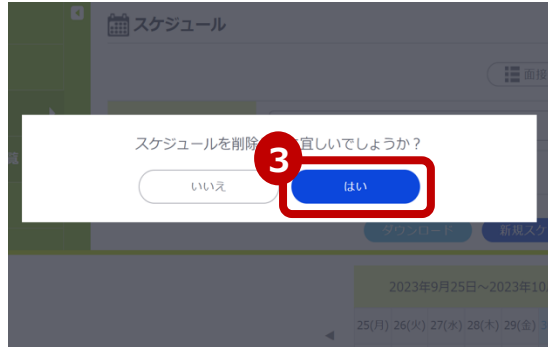 スケジュール
面接
スケジュールを削除 宜しいでしょうか？
3
いいえ
はい
ダウンロード
新規スケ
2023年9月25日～2023年10
25(月) 26(火) 27(水) 28(木) 29(金) 3